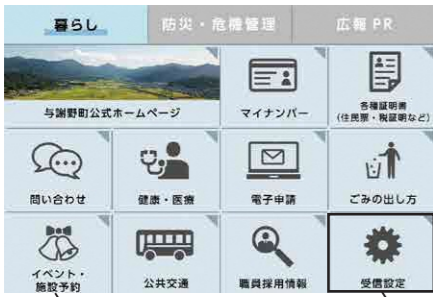 暮らし 防災・危機管理 広報 PR
与謝野町公式ホームページ
マイナンバー
各種証明書
(住民票・税証明など)
問い合わせ
健康・医療
電子申請
ごみの出し方
イベント・
施設予約
公共交通
職員採用情報
受信設定